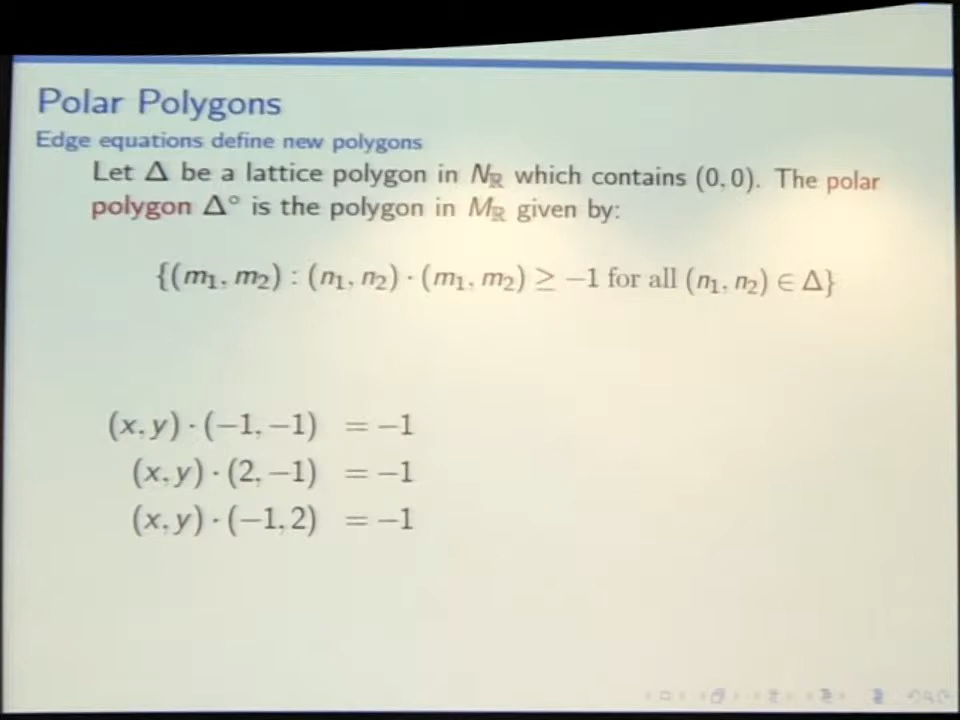 Polar Polygons
Edge equations define new polygons
Let Δ be a lattice polygon in Nℝ which contains (0, 0). The polar
polygon Δ° is the polygon in Mℝ given by:
{(m₁, m₂) : (n₁, n₂) · (m₁, m₂) ≥ −1 for all (n₁, n₂) ∈ Δ}
(x, y) · (−1, −1) = −1
(x, y) · (2, −1) = −1
(x, y) · (−1, 2) = −1